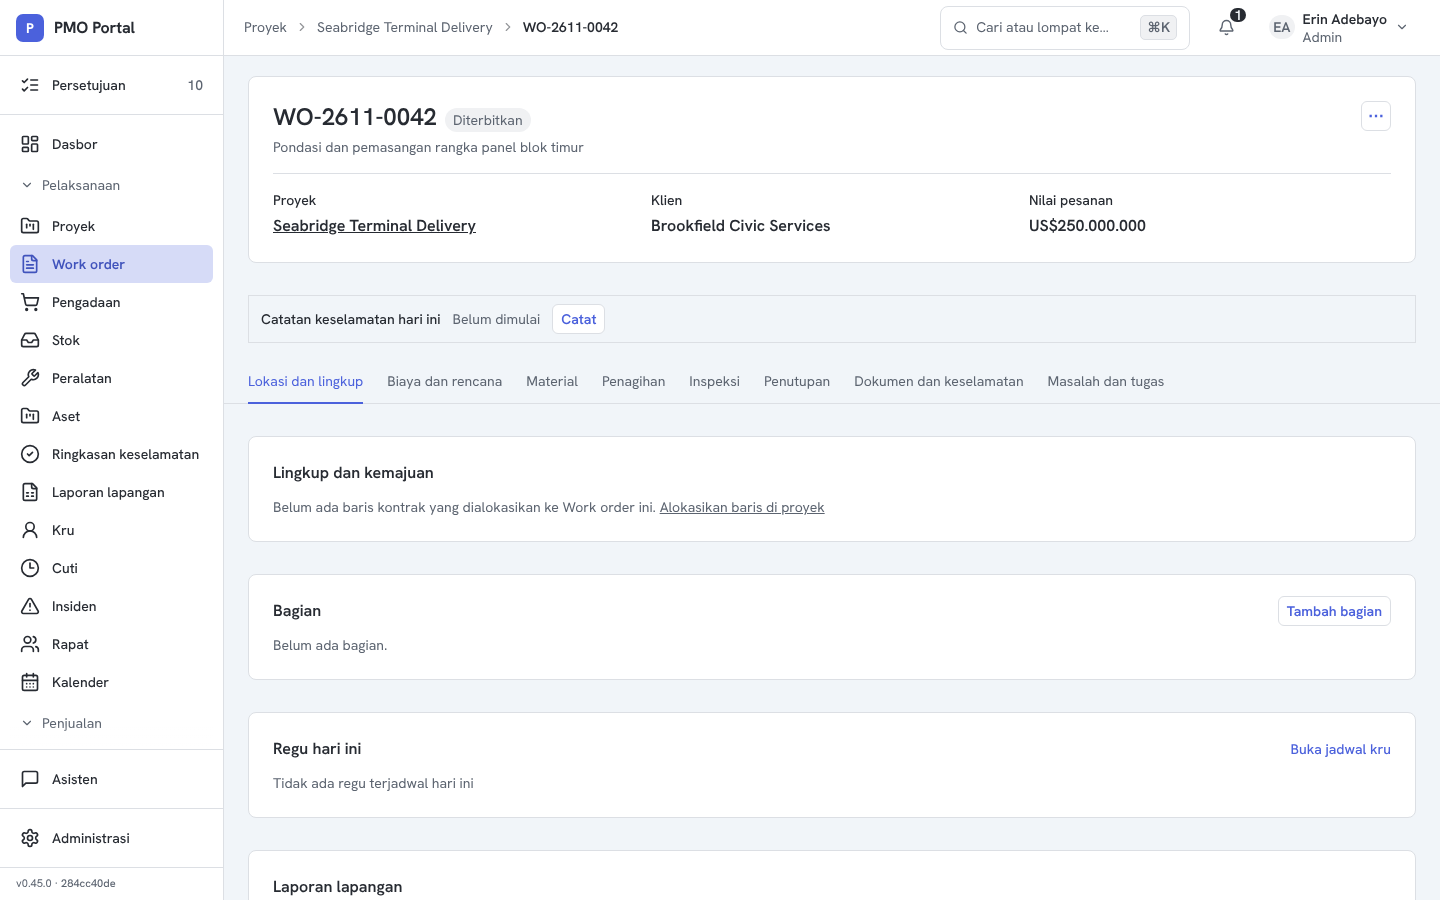 P PMO Portal
Proyek > Seabridge Terminal Delivery > WO-2611-0042
Cari atau lompat ke... ⌘K
1
EA
Erin Adebayo
Admin
Persetujuan 10
Dasbor
Pelaksanaan
Proyek
Work order
Pengadaan
Stok
Peralatan
Aset
Ringkasan keselamatan
Laporan lapangan
Kru
Cuti
Insiden
Rapat
Kalender
Penjualan
Asisten
Administrasi
v0.45.0 · 284cc40de
WO-2611-0042 Diterbitkan
Pondasi dan pemasangan rangka panel blok timur
Proyek
Seabridge Terminal Delivery
Klien
Brookfield Civic Services
Nilai pesanan
US$250.000.000
Catatan keselamatan hari ini Belum dimulai Catat
Lokasi dan lingkup Biaya dan rencana Material Penagihan Inspeksi Penutupan Dokumen dan keselamatan Masalah dan tugas
Lingkup dan kemajuan
Belum ada baris kontrak yang dialokasikan ke Work order ini. Alokasikan baris di proyek
Bagian Tambah bagian
Belum ada bagian.
Regu hari ini Buka jadwal kru
Tidak ada regu terjadwal hari ini
Laporan lapangan